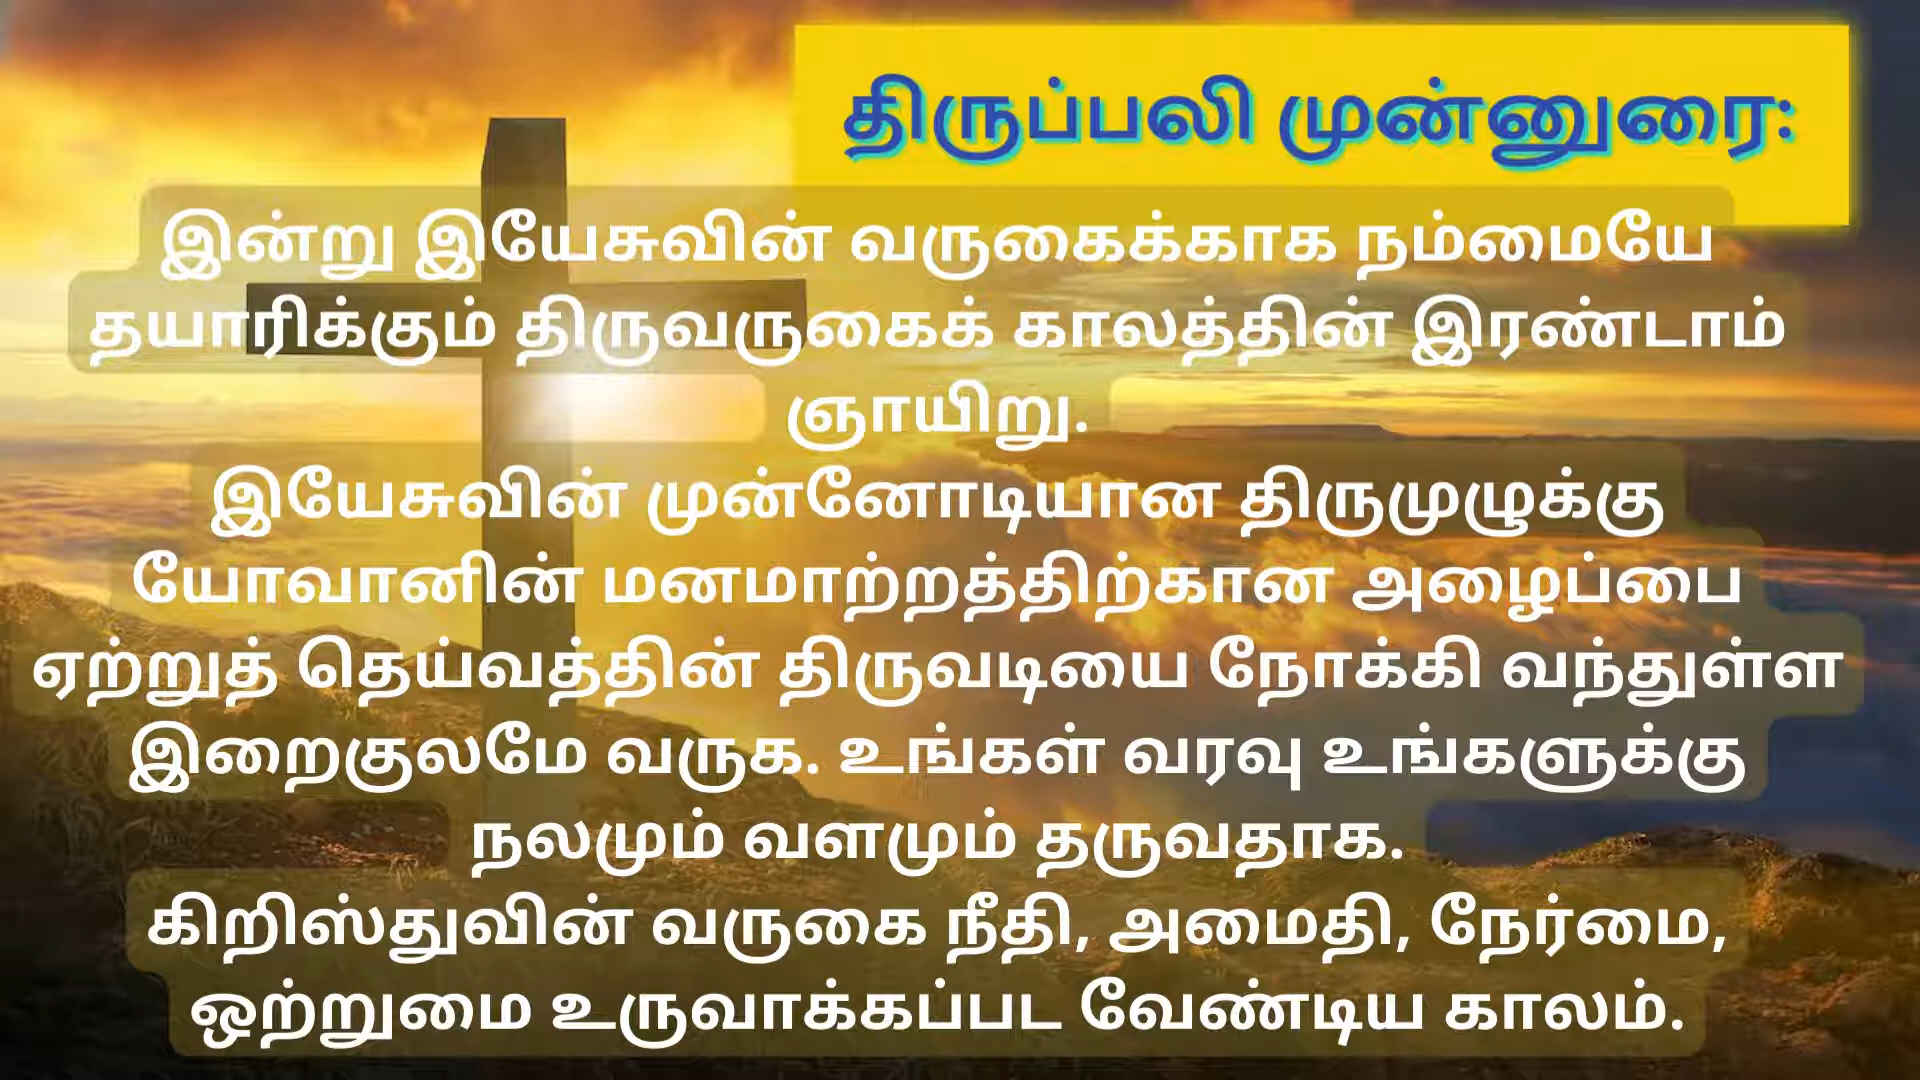 திருப்பலி முன்னுரை:
இன்று இயேசுவின் வருகைக்காக நம்மையே
தயாரிக்கும் திருவருகைக் காலத்தின் இரண்டாம்
ஞாயிறு.
இயேசுவின் முன்னோடியான திருமுழுக்கு
யோவானின் மனமாற்றத்திற்கான அழைப்பை
ஏற்றுத் தெய்வத்தின் திருவடியை நோக்கி வந்துள்ள
இறைகுலமே வருக. உங்கள் வரவு உங்களுக்கு
நலமும் வளமும் தருவதாக.
கிறிஸ்துவின் வருகை நீதி, அமைதி, நேர்மை,
ஒற்றுமை உருவாக்கப்பட வேண்டிய காலம்.